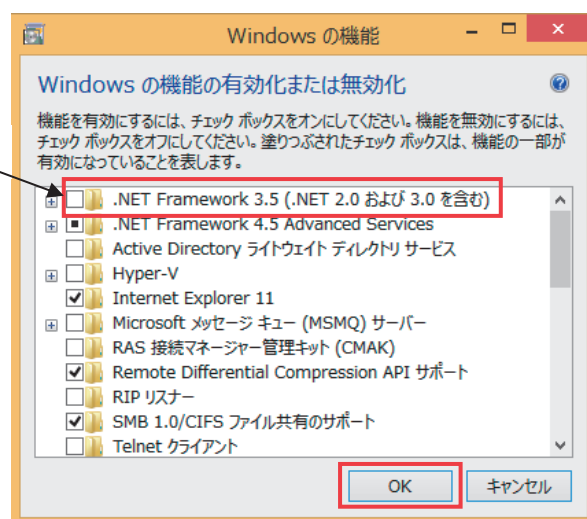 Windows の機能
Windows の機能の有効化または無効化
機能を有効にするには、チェック ボックスをオンにしてください。機能を無効にするには、
チェック ボックスをオフにしてください。塗りつぶされたチェック ボックスは、機能の一部が
有効になっていることを表します。
.NET Framework 3.5 (.NET 2.0 および 3.0 を含む)
.NET Framework 4.5 Advanced Services
Active Directory ライトウェイト ディレクトリ サービス
Hyper-V
Internet Explorer 11
Microsoft メッセージ キュー (MSMQ) サーバー
RAS 接続マネージャー管理キット (CMAK)
Remote Differential Compression API サポート
RIP リスナー
SMB 1.0/CIFS ファイル共有のサポート
Telnet クライアント
OK
キャンセル